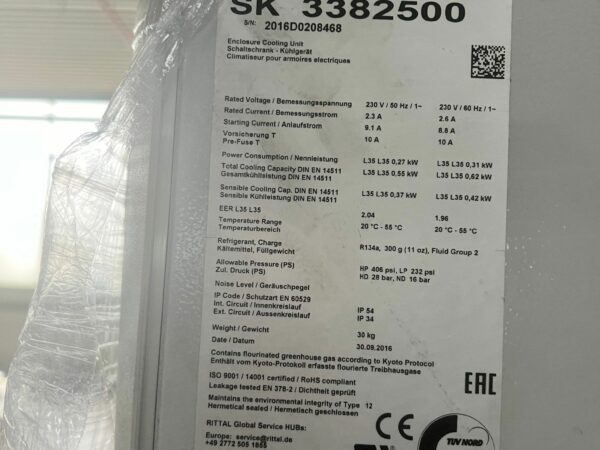 SK 3382500
S/N: 2016D0208468
Enclosure Cooling Unit
Schaltschrank - Kühlgerät
Climatiseur pour armoires electriques
Rated Voltage / Bemessungsspannung 230 V / 50 Hz / 1~ 230 V / 60 Hz / 1~
Rated Current / Bemessungsstrom 2.3 A 2.6 A
Starting Current / Anlaufstrom 9.1 A 8.8 A
Vorsicherung T 10 A 10 A
Pre-Fuse T
Power Consumption / Nennleistung L35 L35 0,27 kW L35 L35 0,31 kW
Total Cooling Capacity DIN EN 14511 L35 L35 0,55 kW L35 L35 0,62 kW
Gesamtkühlleistung DIN EN 14511
Sensible Cooling Cap. DIN EN 14511 L35 L35 0,37 kW L35 L35 0,42 kW
Sensible Kühlleistung DIN EN 14511
EER L35 L35 2.04 1.96
Temperature Range 20 °C - 55 °C 20 °C - 55 °C
Temperaturbereich
Refrigerant, Charge R134a, 300 g (11 oz), Fluid Group 2
Kältemittel, Füllgewicht
Allowable Pressure (PS) HP 406 psi, LP 232 psi
Zul. Druck (PS) HD 28 bar, ND 16 bar
Noise Level / Geräuschpegel
IP Code / Schutzart EN 60529
Int. Circuit / Innenkreislauf IP 54
Ext. Circuit / Aussenkreislauf IP 34
Weight / Gewicht 30 kg
Date / Datum 30.09.2016
Contains flourinated greenhouse gas according to Kyoto Protocol
Enthält vom Kyoto-Protokoll erfasste flourierte Treibhausgase
ISO 9001 / 14001 certified / RoHS compliant
Leakage tested EN 378-2 / Dichtheit geprüft
Maintains the environmental integrity of Type 12
Hermetical sealed / Hermetisch geschlossen
RITTAL Global Service HUBs:
Europe: service@rittal.de
+49 2772 505 1855
EAC
CE
TÜV NORD